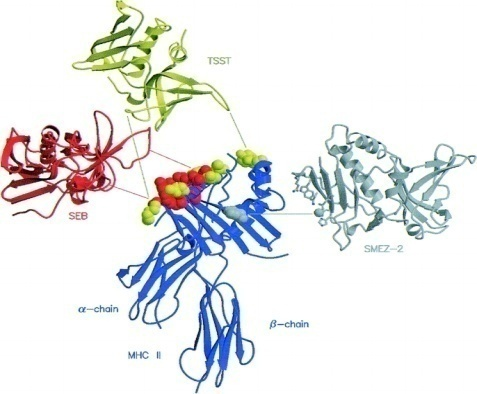 TSST
SEB
SMEZ-2
α-chain
β-chain
MHC II